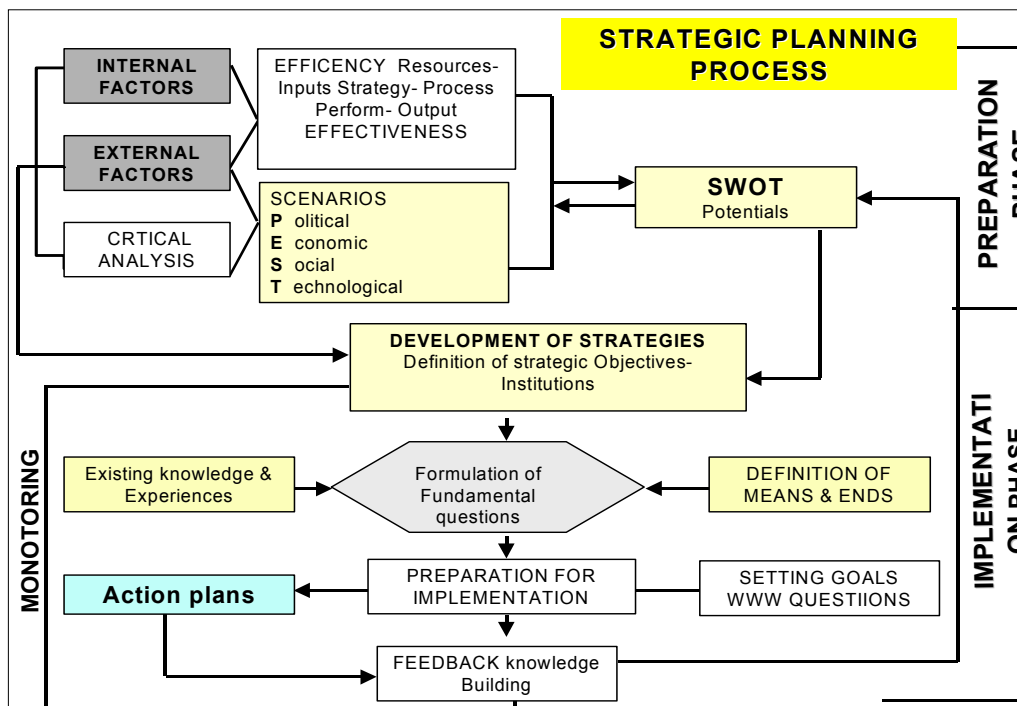 STRATEGIC PLANNING
PROCESS
INTERNAL
FACTORS
EXTERNAL
FACTORS
CRTICAL
ANALYSIS
EFFICENCY Resources-
Inputs Strategy- Process
Perform- Output
EFFECTIVENESS
SCENARIOS
P olitical
E conomic
S ocial
T echnological
SWOT
Potentials
PREPARATION
PHASE
DEVELOPMENT OF STRATEGIES
Definition of strategic Objectives-
Institutions
MONOTORING
Existing knowledge &
Experiences
Formulation of
Fundamental
questions
DEFINITION OF
MEANS & ENDS
IMPLEMENTATI
ON PHASE
Action plans
PREPARATION FOR
IMPLEMENTATION
SETTING GOALS
WWW QUESTIIONS
FEEDBACK knowledge
Building